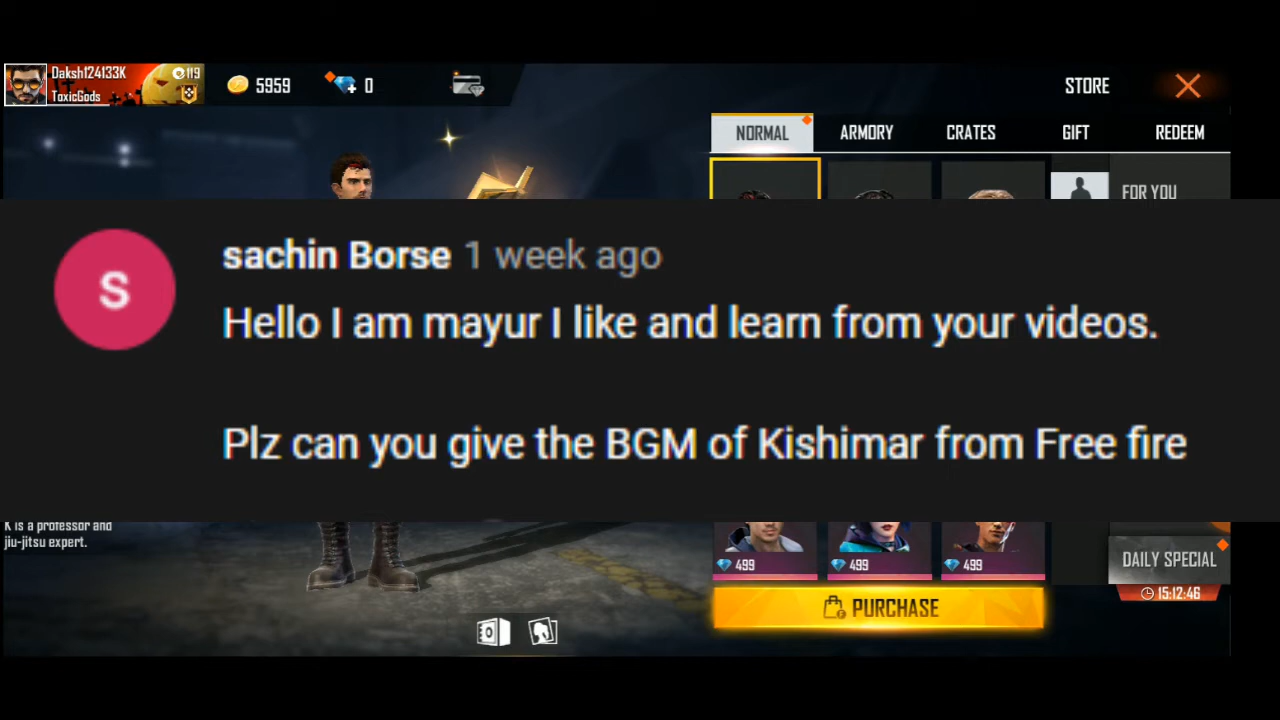 Daksh124133K
119
ToxicGods
5959
0
STORE
NORMAL
ARMORY
CRATES
GIFT
REDEEM
FOR YOU
S
sachin Borse 1 week ago
Hello I am mayur I like and learn from your videos.
Plz can you give the BGM of Kishimar from Free fire
K is a professor and
jiu-jitsu expert.
499
499
499
DAILY SPECIAL
15:12:46
PURCHASE